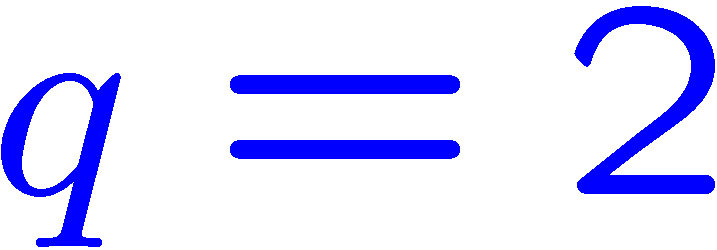 q = 2